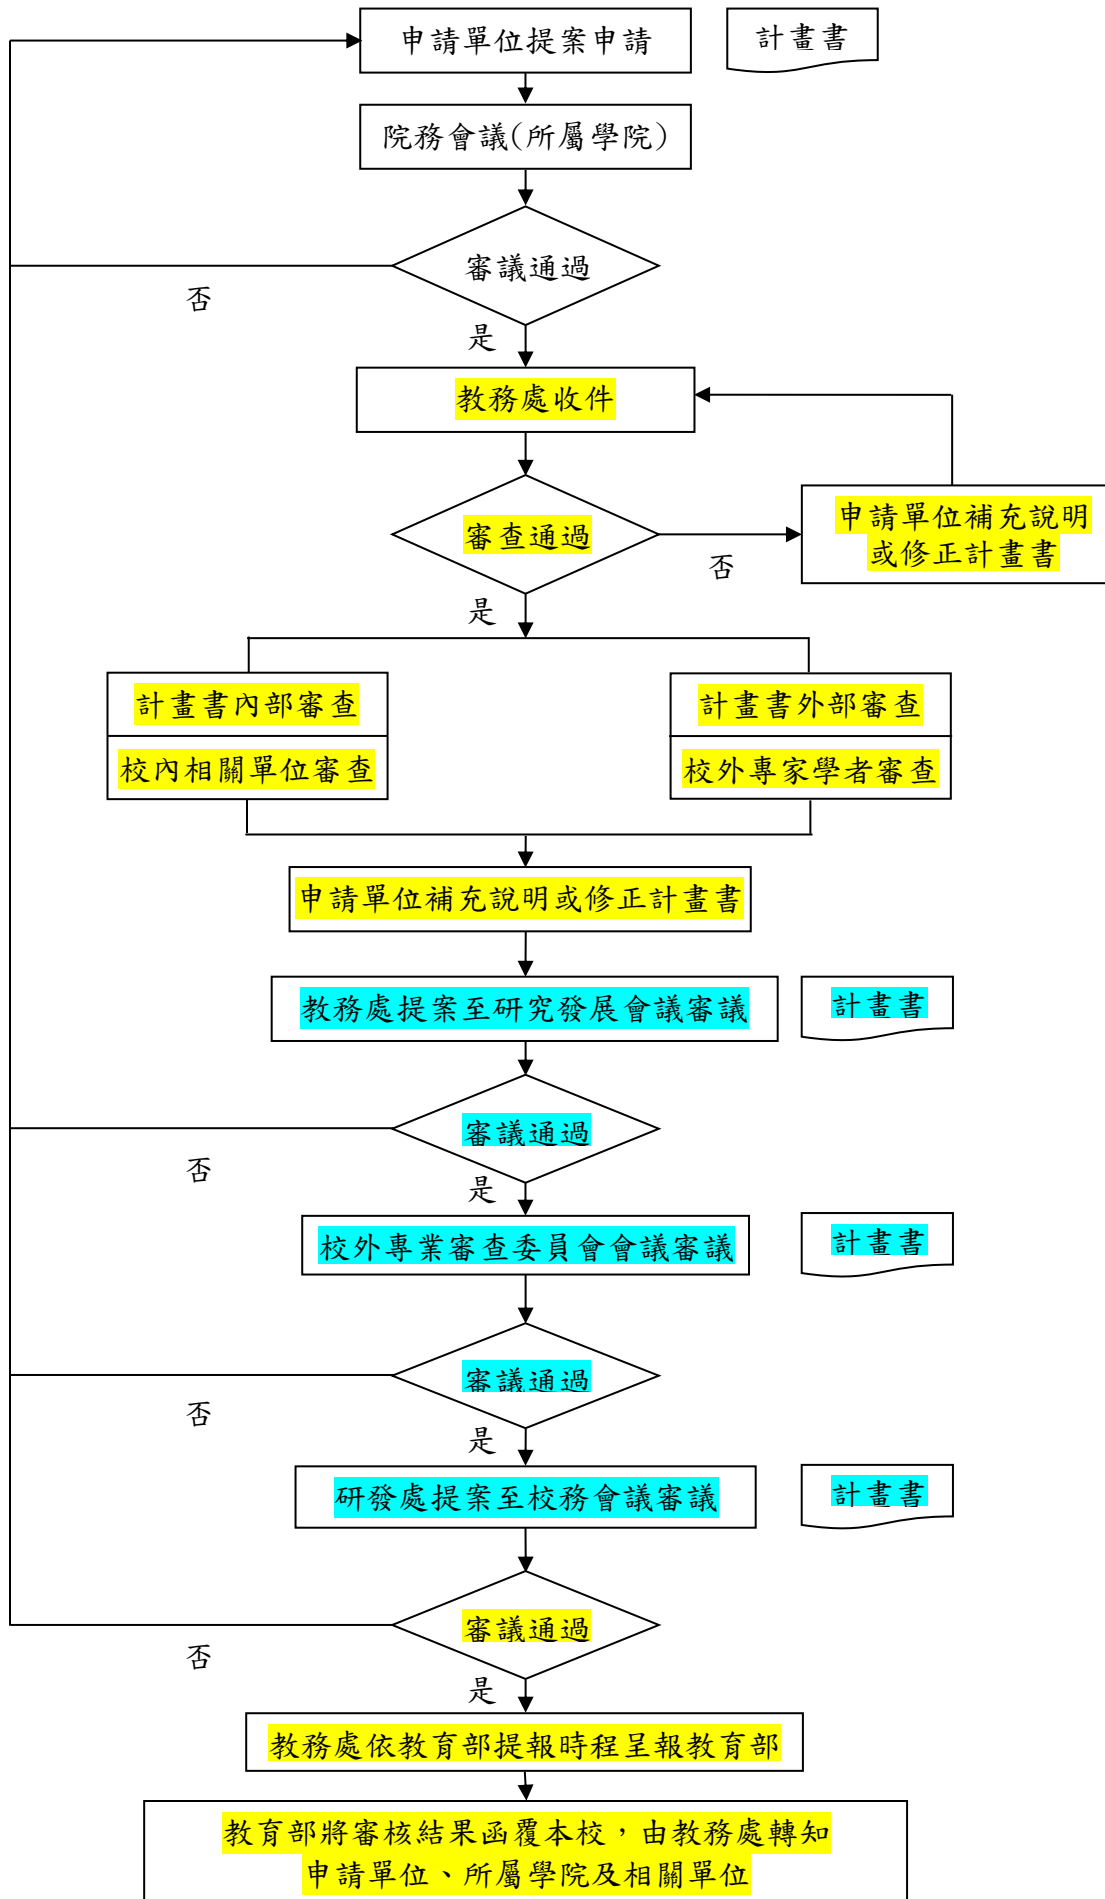 申請單位提案申請
計畫書
院務會議(所屬學院)
審議通過
否
是
教務處收件
審查通過
否
申請單位補充說明
或修正計畫書
是
計畫書內部審查
校內相關單位審查
計畫書外部審查
校外專家學者審查
申請單位補充說明或修正計畫書
教務處提案至研究發展會議審議
計畫書
審議通過
否
是
校外專業審查委員會會議審議
計畫書
審議通過
否
是
研發處提案至校務會議審議
計畫書
審議通過
否
是
教務處依教育部提報時程呈報教育部
教育部將審核結果函覆本校，由教務處轉知
申請單位、所屬學院及相關單位